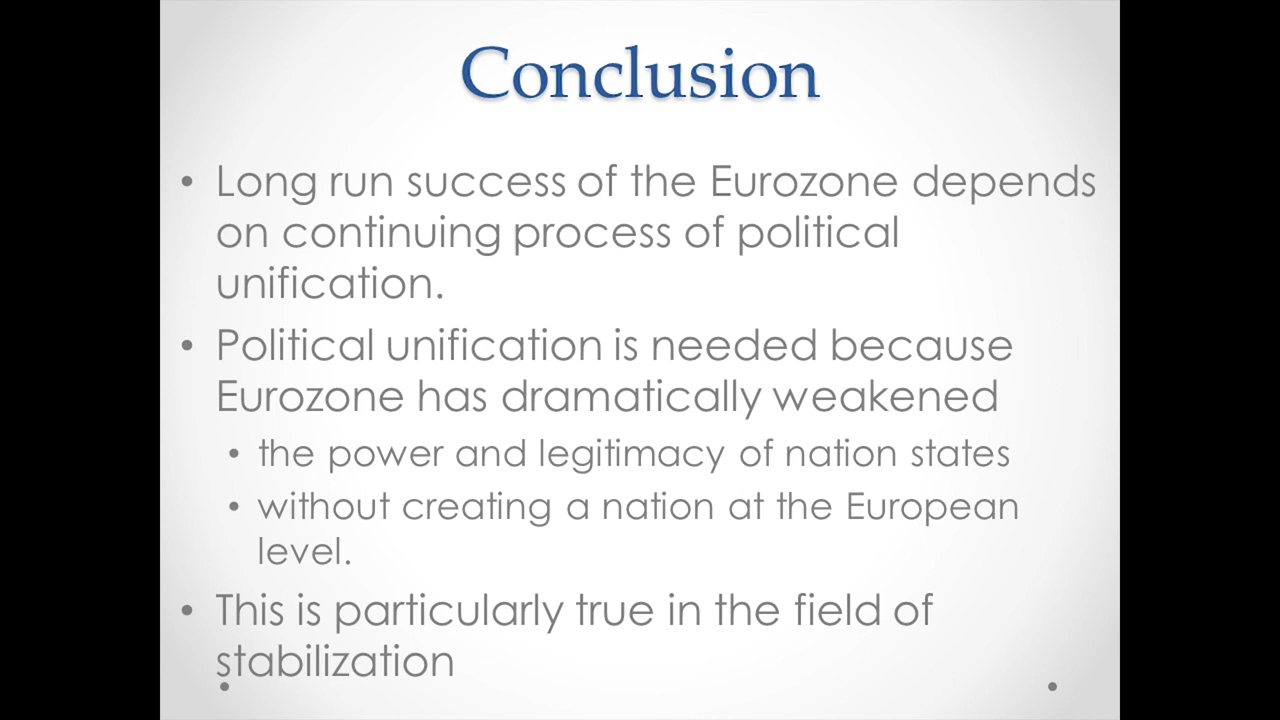 Conclusion
• Long run success of the Eurozone depends
on continuing process of political
unification.
• Political unification is needed because
Eurozone has dramatically weakened
• the power and legitimacy of nation states
• without creating a nation at the European
level.
• This is particularly true in the field of
stabilization